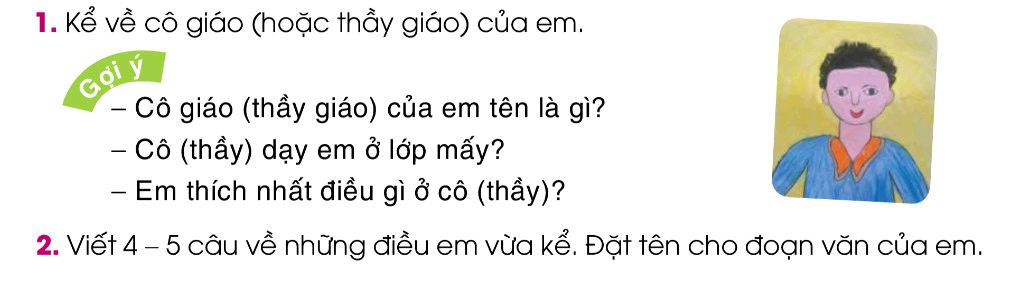 1. Kể về cô giáo (hoặc thầy giáo) của em.
Gợi ý
– Cô giáo (thầy giáo) của em tên là gì?
– Cô (thầy) dạy em ở lớp mấy?
– Em thích nhất điều gì ở cô (thầy)?
2. Viết 4 – 5 câu về những điều em vừa kể. Đặt tên cho đoạn văn của em.